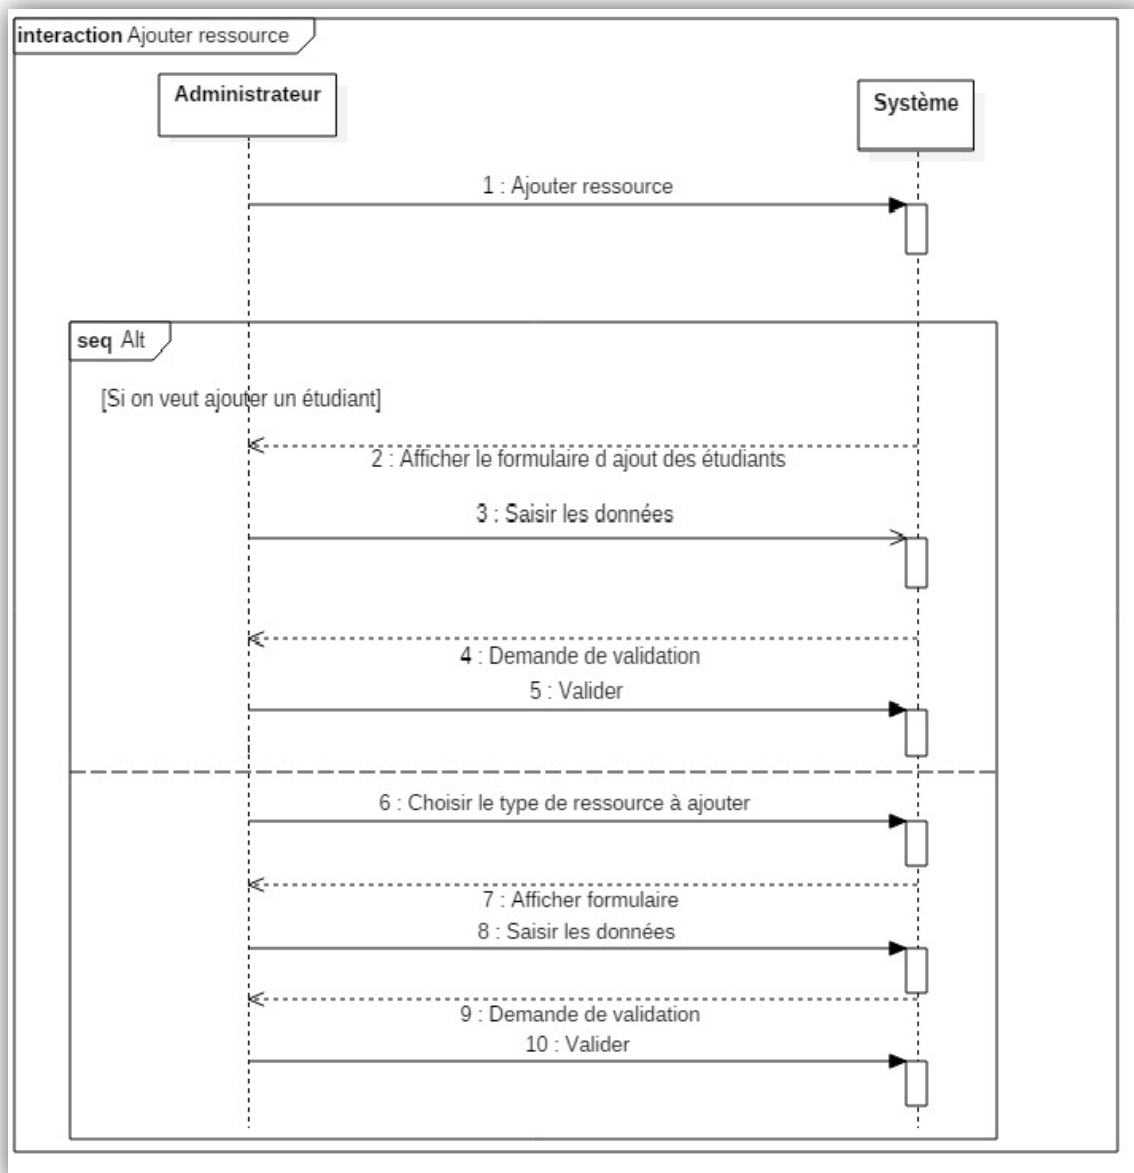 interaction Ajouter ressource
Administrateur
Système
1 : Ajouter ressource
seq Alt
[Si on veut ajouter un étudiant]
2 : Afficher le formulaire d ajout des étudiants
3 : Saisir les données
4 : Demande de validation
5 : Valider
6 : Choisir le type de ressource à ajouter
7 : Afficher formulaire
8 : Saisir les données
9 : Demande de validation
10 : Valider